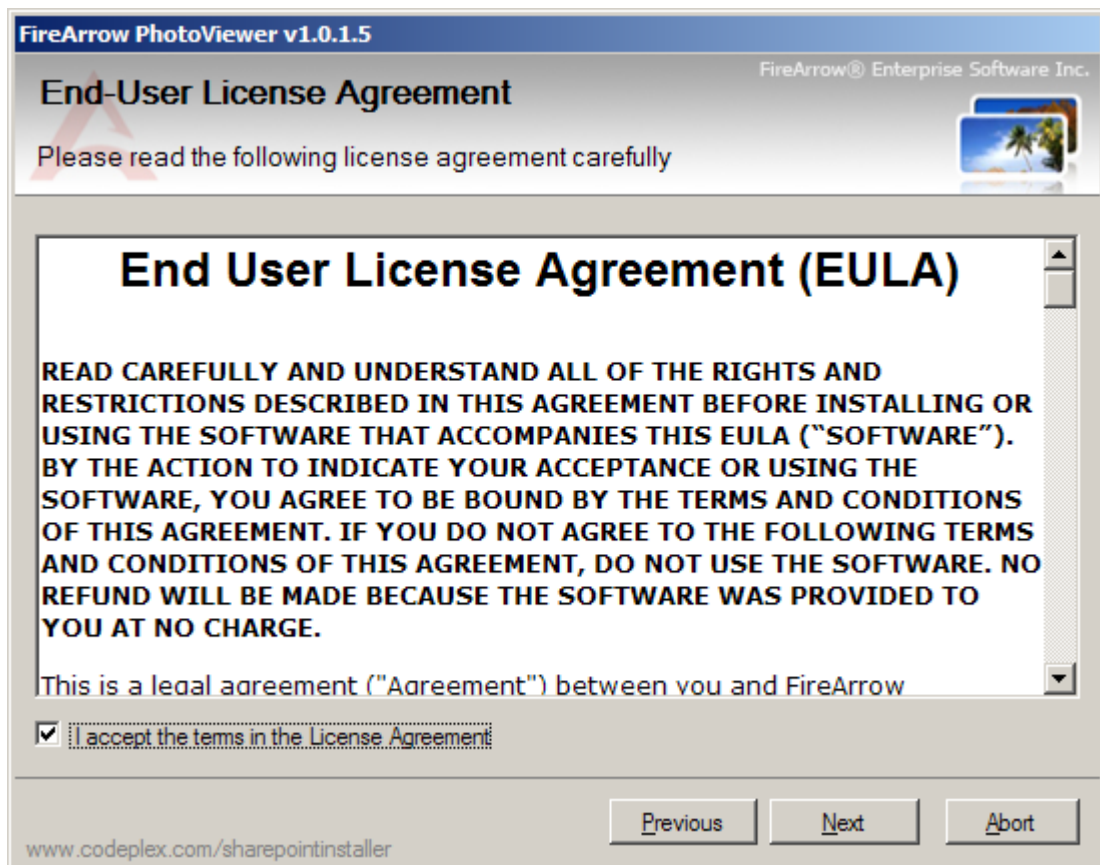 FireArrow PhotoViewer v1.0.1.5
FireArrow® Enterprise Software Inc.
End-User License Agreement
Please read the following license agreement carefully
End User License Agreement (EULA)
READ CAREFULLY AND UNDERSTAND ALL OF THE RIGHTS AND
RESTRICTIONS DESCRIBED IN THIS AGREEMENT BEFORE INSTALLING OR
USING THE SOFTWARE THAT ACCOMPANIES THIS EULA (“SOFTWARE”).
BY THE ACTION TO INDICATE YOUR ACCEPTANCE OR USING THE
SOFTWARE, YOU AGREE TO BE BOUND BY THE TERMS AND CONDITIONS
OF THIS AGREEMENT. IF YOU DO NOT AGREE TO THE FOLLOWING TERMS
AND CONDITIONS OF THIS AGREEMENT, DO NOT USE THE SOFTWARE. NO
REFUND WILL BE MADE BECAUSE THE SOFTWARE WAS PROVIDED TO
YOU AT NO CHARGE.
This is a legal agreement ("Agreement") between you and FireArrow
I accept the terms in the License Agreement
Previous Next Abort
www.codeplex.com/sharepointinstaller